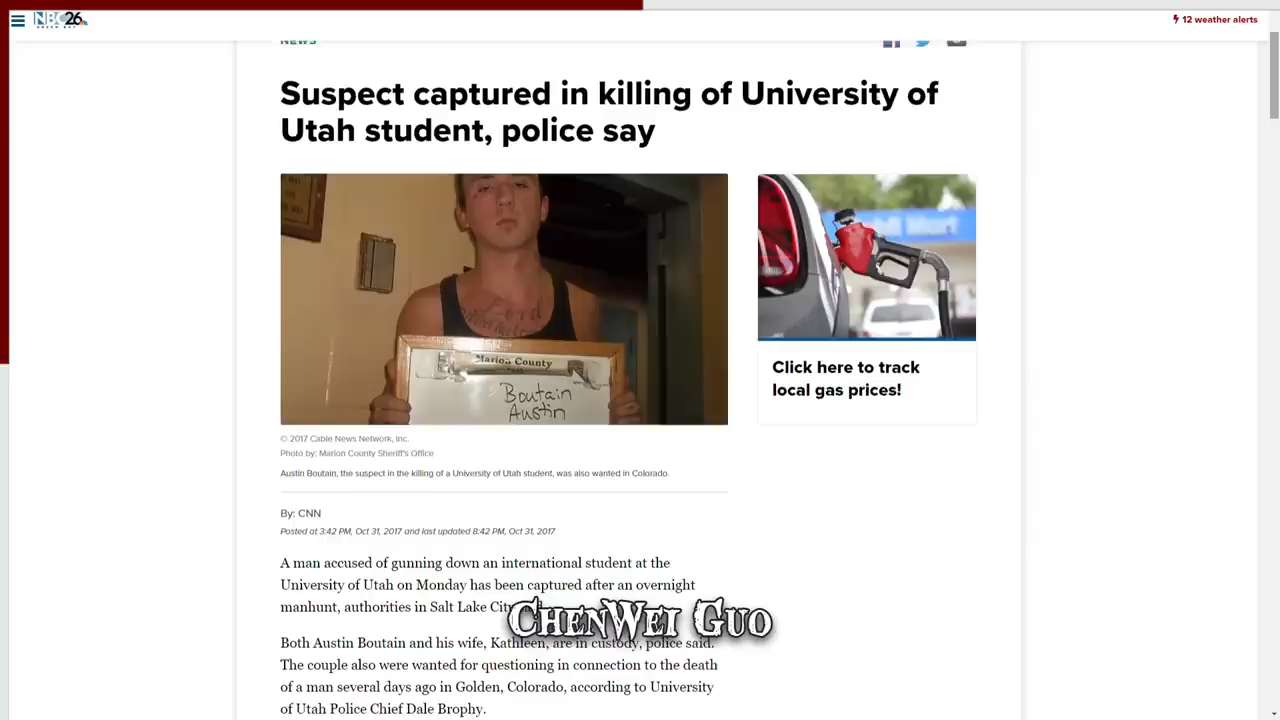 NBC26
GREEN BAY
12 weather alerts
NEWS
Suspect captured in killing of University of
Utah student, police say
Marion County
Boutain
Austin
Click here to track
local gas prices!
© 2017 Cable News Network, Inc.
Photo by: Marion County Sheriff's Office
Austin Boutain, the suspect in the killing of a University of Utah student, was also wanted in Colorado.
By: CNN
Posted at 3:42 PM, Oct 31, 2017 and last updated 8:42 PM, Oct 31, 2017
A man accused of gunning down an international student at the
University of Utah on Monday has been captured after an overnight
manhunt, authorities in Salt Lake City
ChenWei Guo
Both Austin Boutain and his wife, Kathleen, are in custody, police said.
The couple also were wanted for questioning in connection to the death
of a man several days ago in Golden, Colorado, according to University
of Utah Police Chief Dale Brophy.